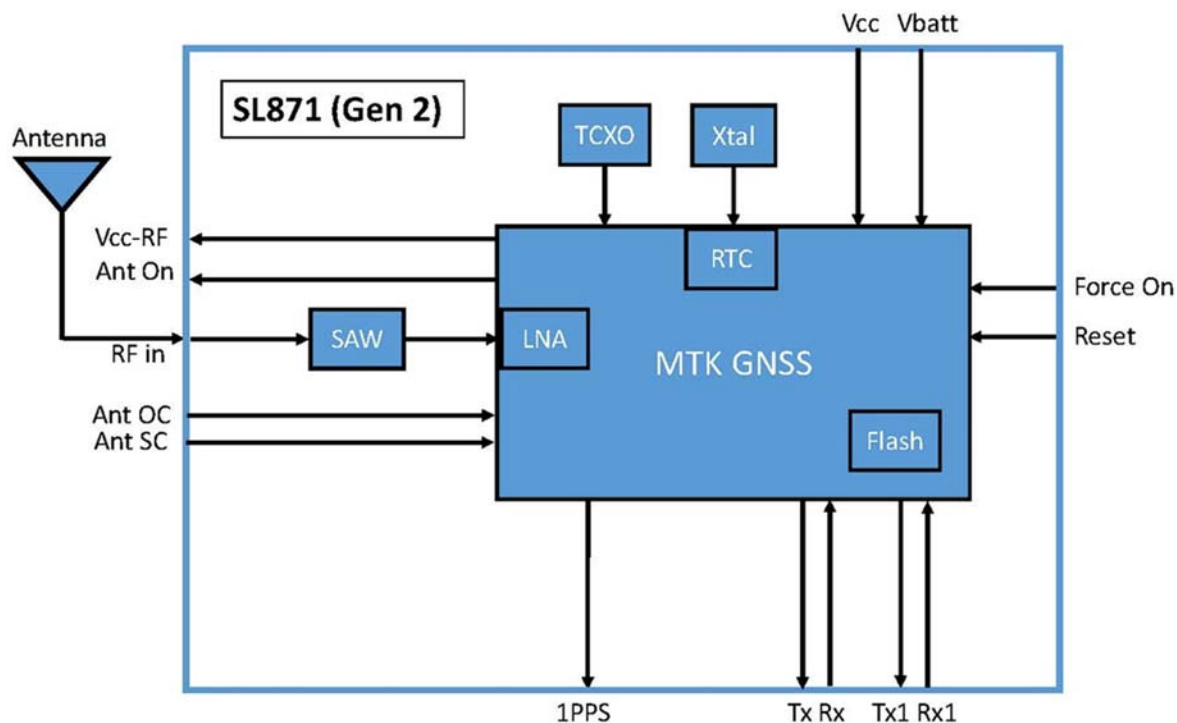 Vcc Vbatt
SL871 (Gen 2)
Antenna
TCXO
Xtal
Vcc-RF
RTC
Ant On
Force On
SAW
LNA
Reset
RF in
MTK GNSS
Ant OC
Ant SC
Flash
1PPS
Tx Rx
Tx1 Rx1